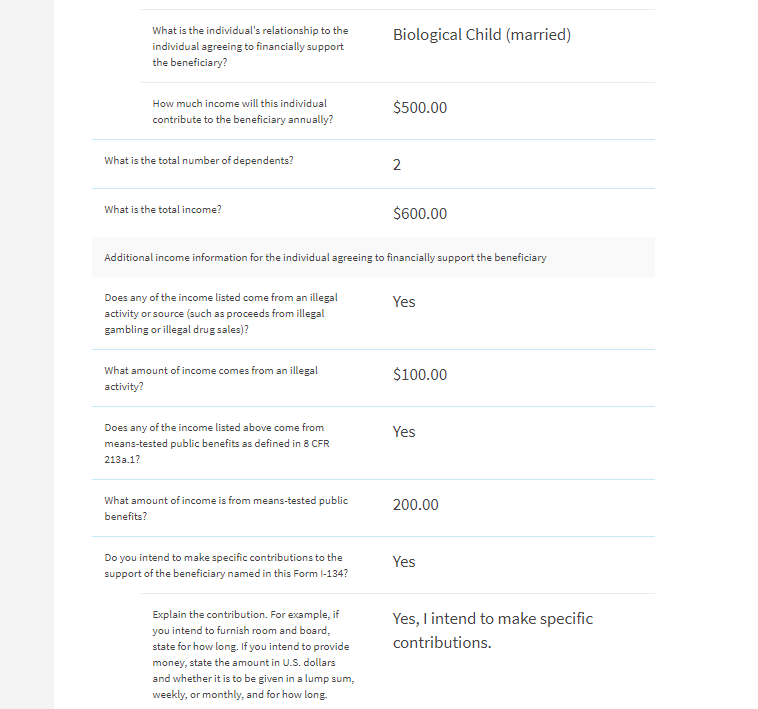 What is the individual's relationship to the
individual agreeing to financially support
the beneficiary?
Biological Child (married)
How much income will this individual
contribute to the beneficiary annually?
$500.00
What is the total number of dependents?
2
What is the total income?
$600.00
Additional income information for the individual agreeing to financially support the beneficiary
Does any of the income listed come from an illegal
activity or source (such as proceeds from illegal
gambling or illegal drug sales)?
Yes
What amount of income comes from an illegal
activity?
$100.00
Does any of the income listed above come from
means-tested public benefits as defined in 8 CFR
213a.1?
Yes
What amount of income is from means-tested public
benefits?
200.00
Do you intend to make specific contributions to the
support of the beneficiary named in this Form I-134?
Yes
Explain the contribution. For example, if
you intend to furnish room and board,
state for how long. If you intend to provide
money, state the amount in U.S. dollars
and whether it is to be given in a lump sum,
weekly, or monthly, and for how long.
Yes, I intend to make specific
contributions.